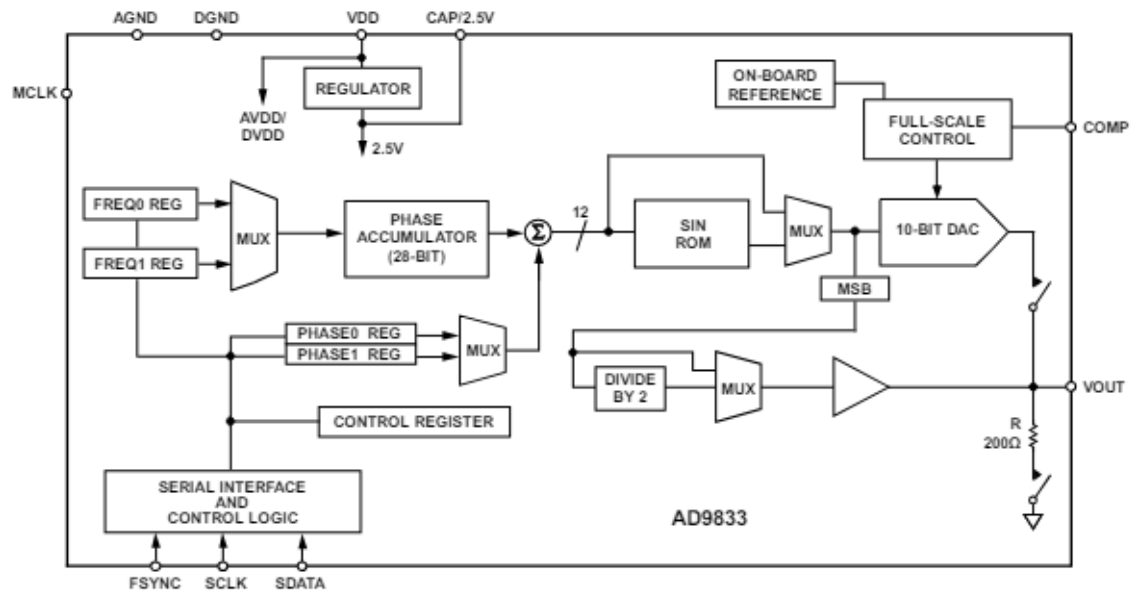 AGND
DGND
VDD
CAP/2.5V
MCLK
REGULATOR
AVDD/
DVDD
2.5V
ON-BOARD
REFERENCE
FULL-SCALE
CONTROL
COMP
FREQ0 REG
FREQ1 REG
MUX
PHASE
ACCUMULATOR
(28-BIT)
Σ
12
SIN
ROM
MUX
10-BIT DAC
MSB
PHASE0 REG
PHASE1 REG
MUX
DIVIDE
BY 2
MUX
VOUT
R
200Ω
CONTROL REGISTER
SERIAL INTERFACE
AND
CONTROL LOGIC
AD9833
FSYNC
SCLK
SDATA